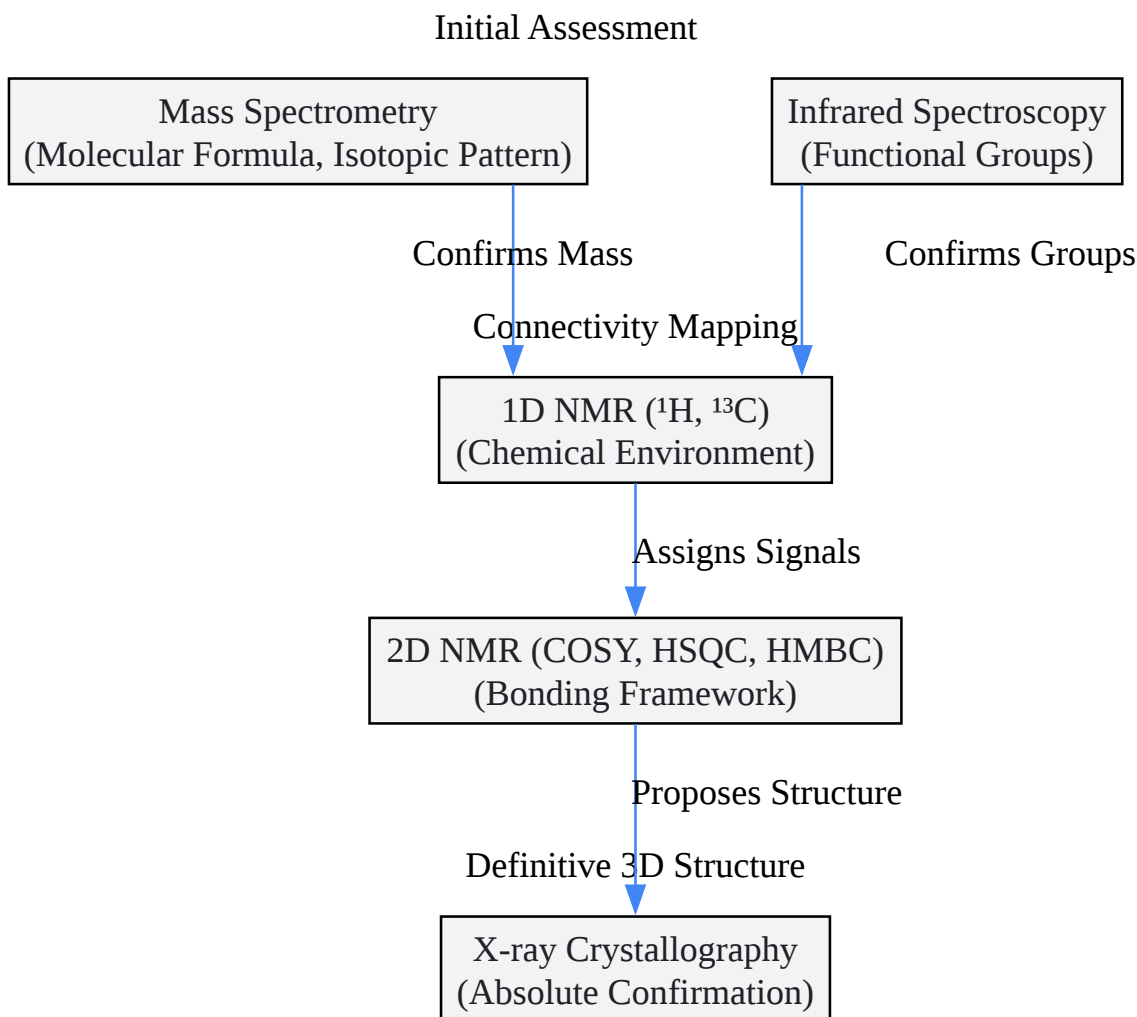 Initial Assessment
Mass Spectrometry
(Molecular Formula, Isotopic Pattern)
Infrared Spectroscopy
(Functional Groups)
Confirms Mass
Confirms Groups
Connectivity Mapping
1D NMR (¹H, ¹³C)
(Chemical Environment)
Assigns Signals
2D NMR (COSY, HSQC, HMBC)
(Bonding Framework)
Proposes Structure
Definitive 3D Structure
X-ray Crystallography
(Absolute Confirmation)